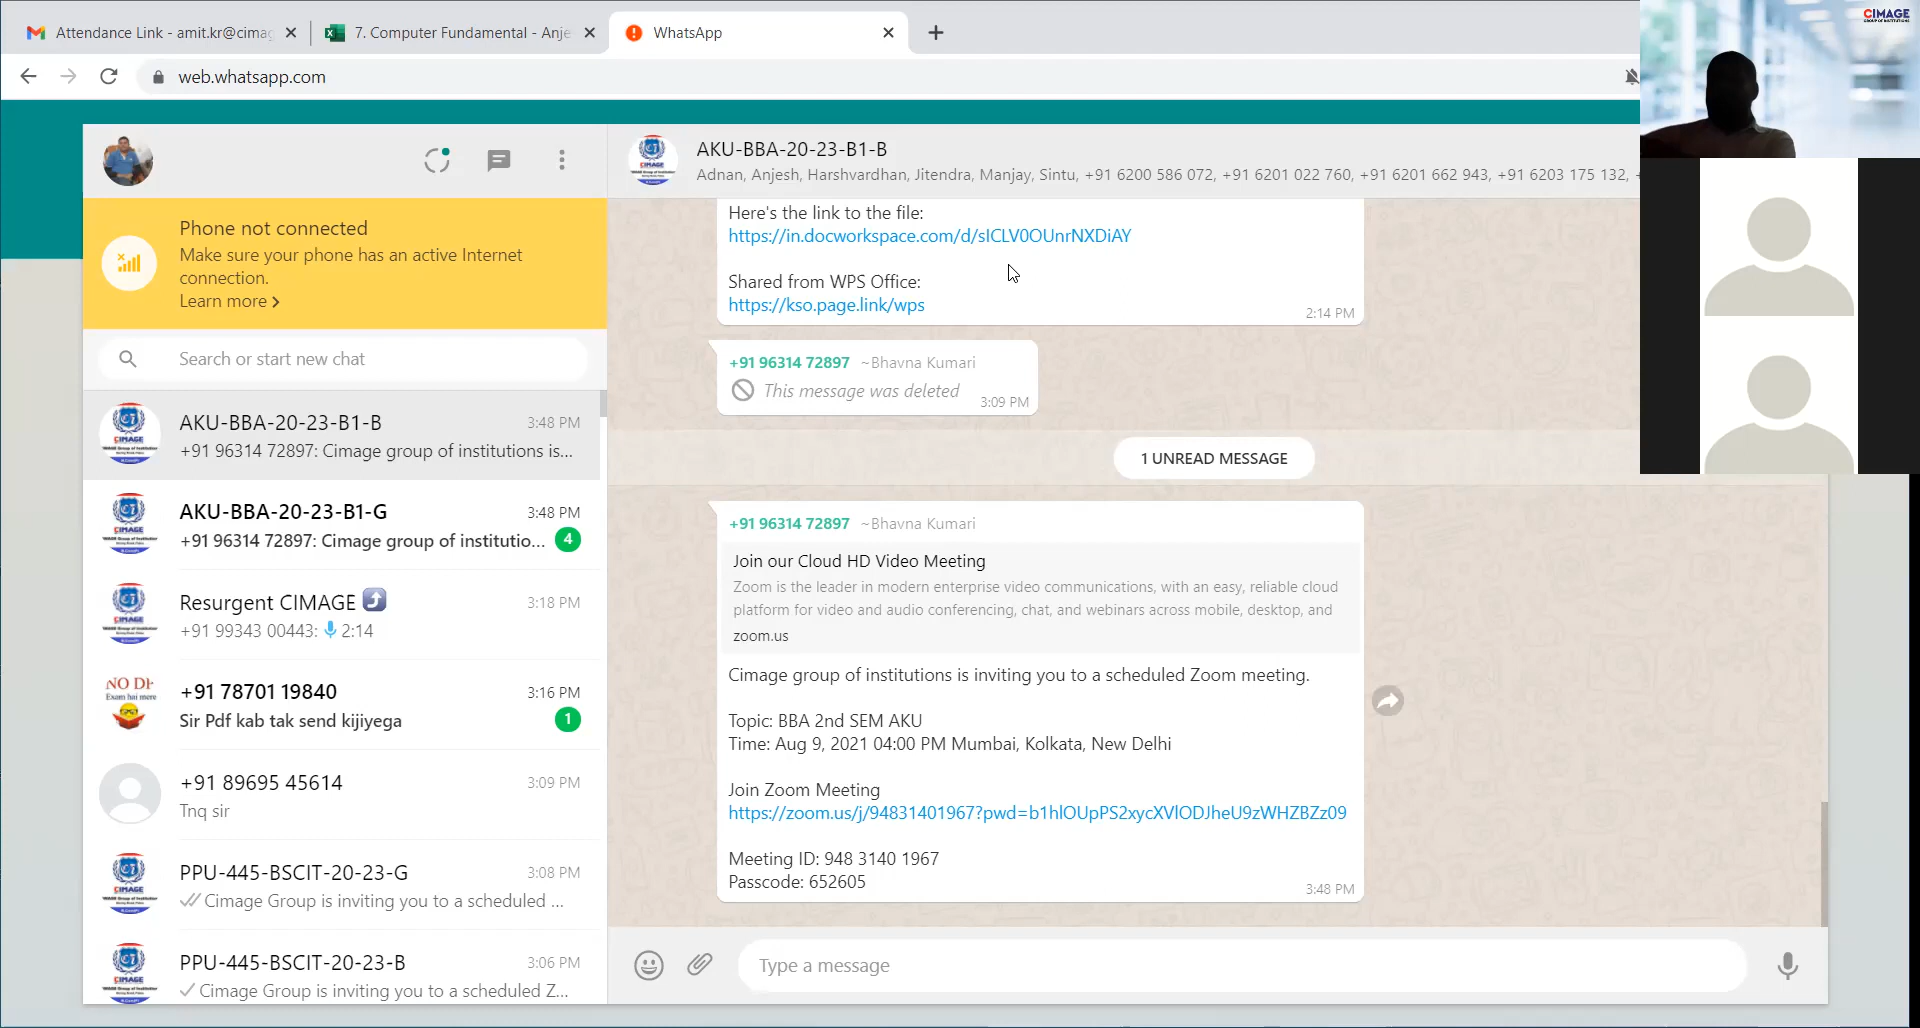 Attendance Link - amit.kr@cimag
7. Computer Fundamental - Anje
WhatsApp
web.whatsapp.com
CIMAGE
GROUP OF INSTITUTIONS
Phone not connected
Make sure your phone has an active Internet
connection.
Learn more >
Search or start new chat
AKU-BBA-20-23-B1-B
3:48 PM
+91 96314 72897: Cimage group of institutions is...
AKU-BBA-20-23-B1-G
3:48 PM
+91 96314 72897: Cimage group of institutio...
4
Resurgent CIMAGE
3:18 PM
+91 99343 00443: 2:14
NO DP
Exam hai mere
+91 78701 19840
3:16 PM
Sir Pdf kab tak send kijiyega
1
+91 89695 45614
3:09 PM
Tnq sir
PPU-445-BSCIT-20-23-G
3:08 PM
Cimage Group is inviting you to a scheduled ...
PPU-445-BSCIT-20-23-B
3:06 PM
Cimage Group is inviting you to a scheduled Z...
AKU-BBA-20-23-B1-B
Adnan, Anjesh, Harshvardhan, Jitendra, Manjay, Sintu, +91 6200 586 072, +91 6201 022 760, +91 6201 662 943, +91 6203 175 132, +
Here's the link to the file:
https://in.docworkspace.com/d/sICLV0OUnrNXDiAY
Shared from WPS Office:
https://kso.page.link/wps
2:14 PM
+91 96314 72897 ~Bhavna Kumari
This message was deleted
3:09 PM
1 UNREAD MESSAGE
+91 96314 72897 ~Bhavna Kumari
Join our Cloud HD Video Meeting
Zoom is the leader in modern enterprise video communications, with an easy, reliable cloud
platform for video and audio conferencing, chat, and webinars across mobile, desktop, and
zoom.us
Cimage group of institutions is inviting you to a scheduled Zoom meeting.
Topic: BBA 2nd SEM AKU
Time: Aug 9, 2021 04:00 PM Mumbai, Kolkata, New Delhi
Join Zoom Meeting
https://zoom.us/j/94831401967?pwd=b1hlOUpPS2xycXVlODJheU9zWHZBZz09
Meeting ID: 948 3140 1967
Passcode: 652605
3:48 PM
Type a message